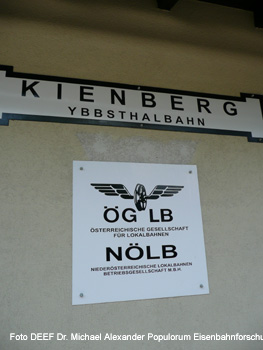 KIENBERG
YBBSTHALBAHN
ÖG LB
ÖSTERREICHISCHE GESELLSCHAFT
FÜR LOKALBAHNEN
NÖLB
NIEDERÖSTERREICHISCHE LOKALBAHNEN
BETRIEBSGESELLSCHAFT M.B.H.
Foto DEEF Dr. Michael Alexander Populorum Eisenbahnforschu